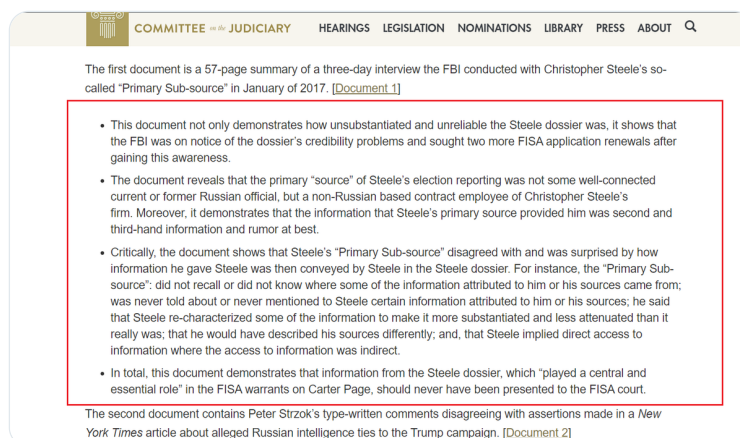 COMMITTEE on the JUDICIARY HEARINGS LEGISLATION NOMINATIONS LIBRARY PRESS ABOUT
The first document is a 57-page summary of a three-day interview the FBI conducted with Christopher Steele's so-
called “Primary Sub-source” in January of 2017. [Document 1]
• This document not only demonstrates how unsubstantiated and unreliable the Steele dossier was, it shows that
the FBI was on notice of the dossier's credibility problems and sought two more FISA application renewals after
gaining this awareness.
• The document reveals that the primary “source” of Steele's election reporting was not some well-connected
current or former Russian official, but a non-Russian based contract employee of Christopher Steele's
firm. Moreover, it demonstrates that the information that Steele's primary source provided him was second and
third-hand information and rumor at best.
• Critically, the document shows that Steele's “Primary Sub-source” disagreed with and was surprised by how
information he gave Steele was then conveyed by Steele in the Steele dossier. For instance, the “Primary Sub-
source”: did not recall or did not know where some of the information attributed to him or his sources came from;
was never told about or never mentioned to Steele certain information attributed to him or his sources; he said
that Steele re-characterized some of the information to make it more substantiated and less attenuated than it
really was; that he would have described his sources differently; and, that Steele implied direct access to
information where the access to information was indirect.
• In total, this document demonstrates that information from the Steele dossier, which “played a central and
essential role” in the FISA warrants on Carter Page, should never have been presented to the FISA court.
The second document contains Peter Strzok's type-written comments disagreeing with assertions made in a New
York Times article about alleged Russian intelligence ties to the Trump campaign. [Document 2]